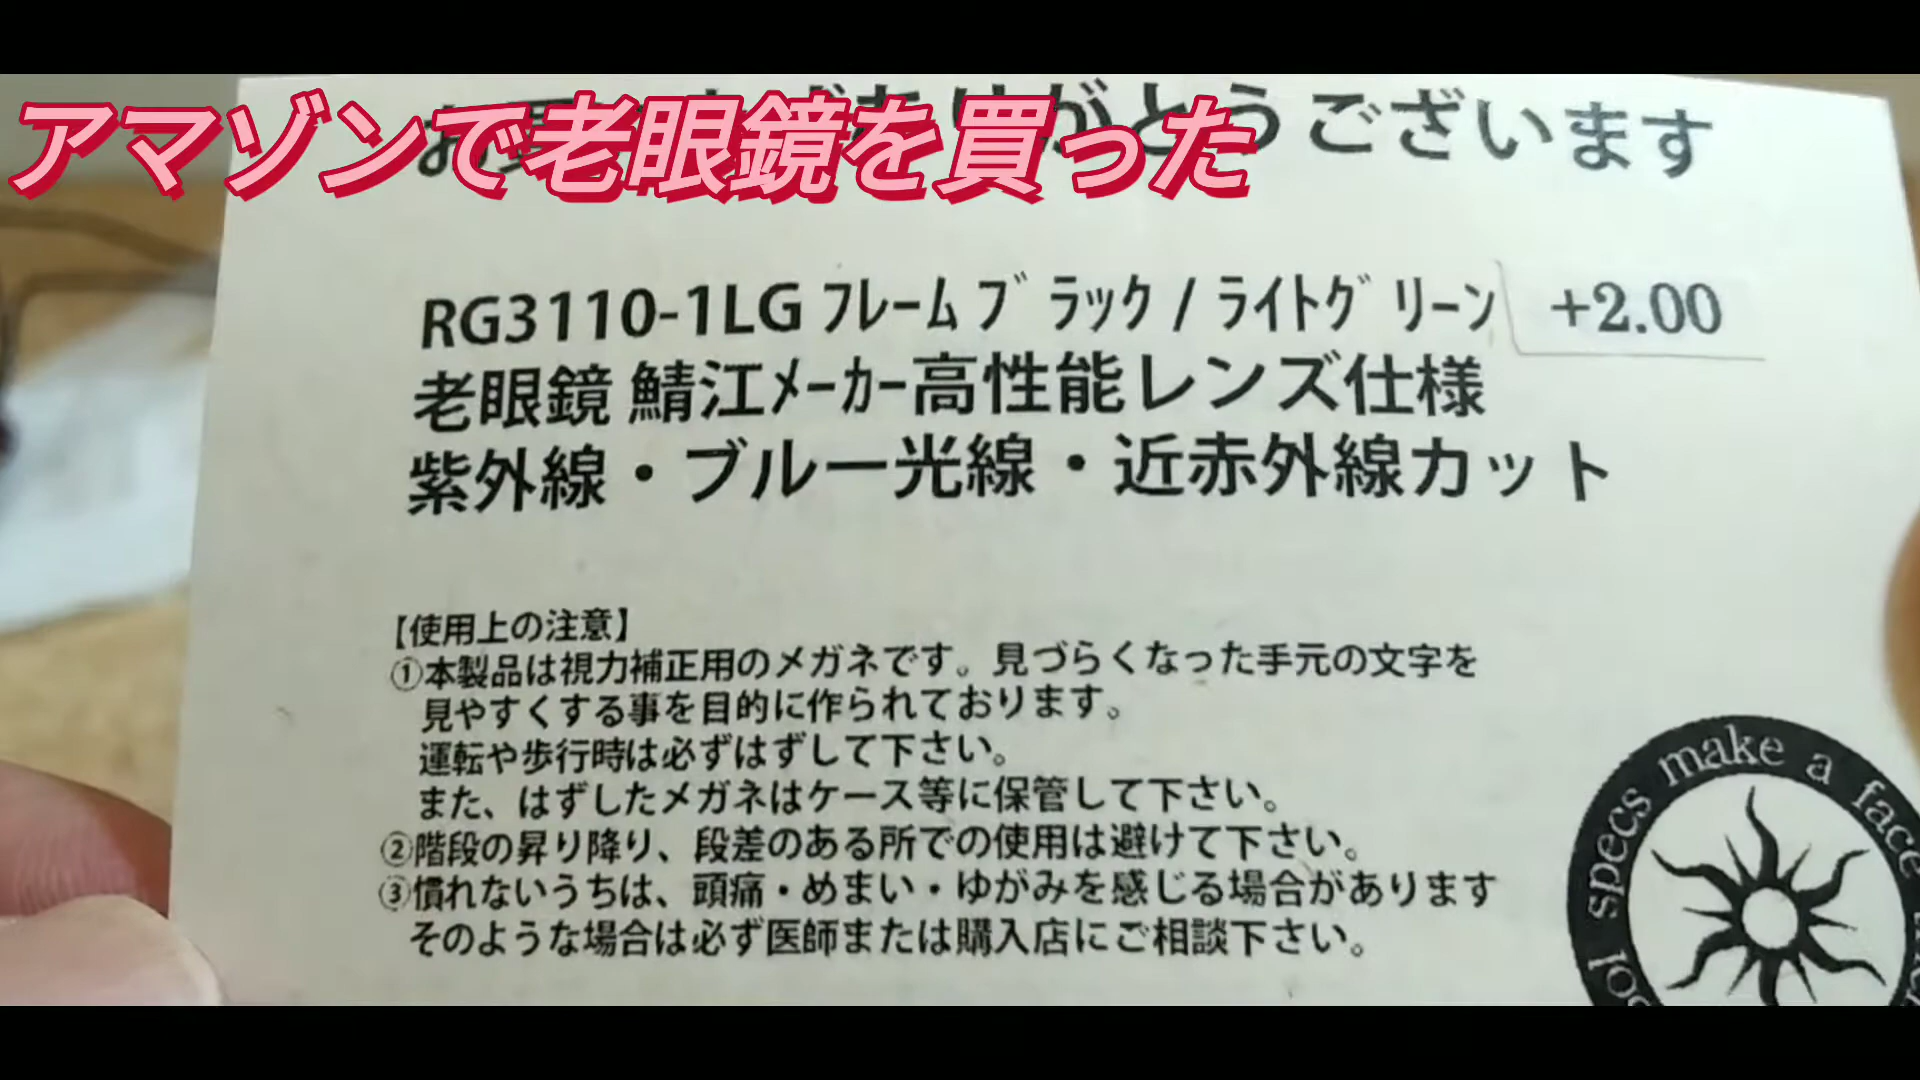 アマゾンで老眼鏡を買った
がとうございます
RG3110-1LG ﾌﾚｰﾑ ﾌﾞﾗｯｸ / ﾗｲﾄｸﾞﾘｰﾝ +2.00
老眼鏡 鯖江ﾒｰｶｰ高性能レンズ仕様
紫外線・ブルー光線・近赤外線カット
【使用上の注意】
①本製品は視力補正用のメガネです。見づらくなった手元の文字を
見やすくする事を目的に作られております。
運転や歩行時は必ずはずして下さい。
また、はずしたメガネはケース等に保管して下さい。
②階段の昇り降り、段差のある所での使用は避けて下さい。
③慣れないうちは、頭痛・めまい・ゆがみを感じる場合があります
そのような場合は必ず医師または購入店にご相談下さい。
specs make a face